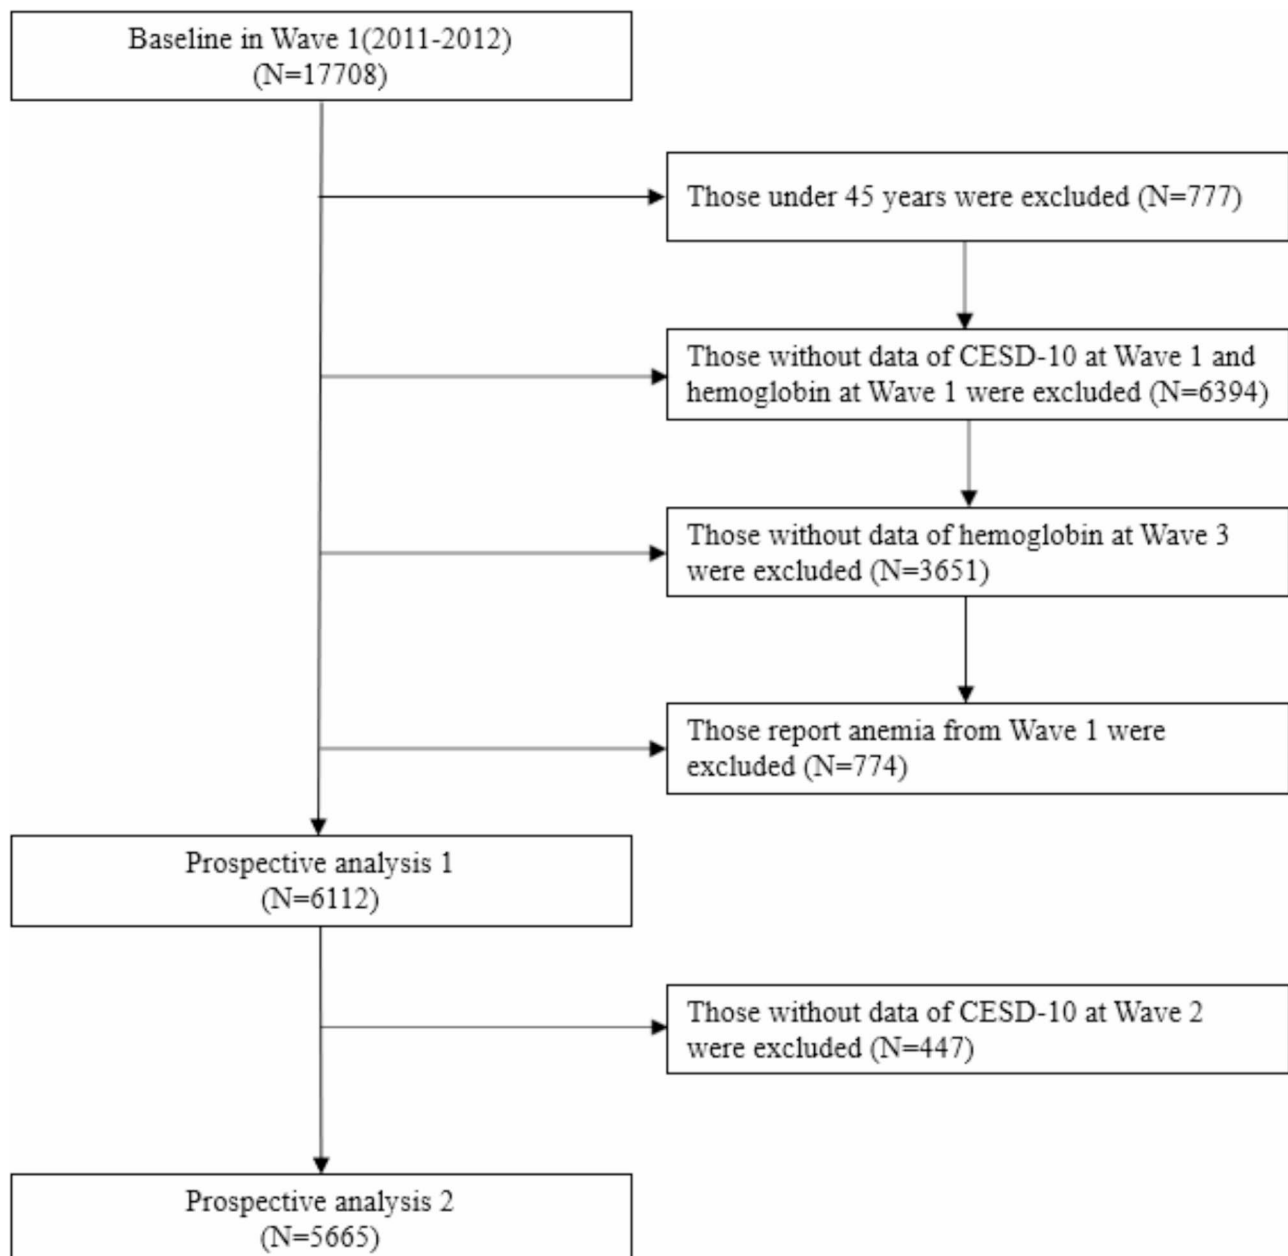 Baseline in Wave 1(2011-2012)
(N=17708)
Those under 45 years were excluded (N=777)
Those without data of CESD-10 at Wave 1 and
hemoglobin at Wave 1 were excluded (N=6394)
Those without data of hemoglobin at Wave 3
were excluded (N=3651)
Those report anemia from Wave 1 were
excluded (N=774)
Prospective analysis 1
(N=6112)
Those without data of CESD-10 at Wave 2
were excluded (N=447)
Prospective analysis 2
(N=5665)